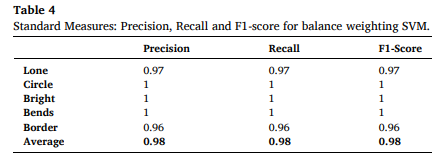 Table 4
Standard Measures: Precision, Recall and F1-score for balance weighting SVM.
Precision Recall F1-Score
Lone 0.97 0.97 0.97
Circle 1 1 1
Bright 1 1 1
Bends 1 1 1
Border 0.96 0.96 0.96
Average 0.98 0.98 0.98